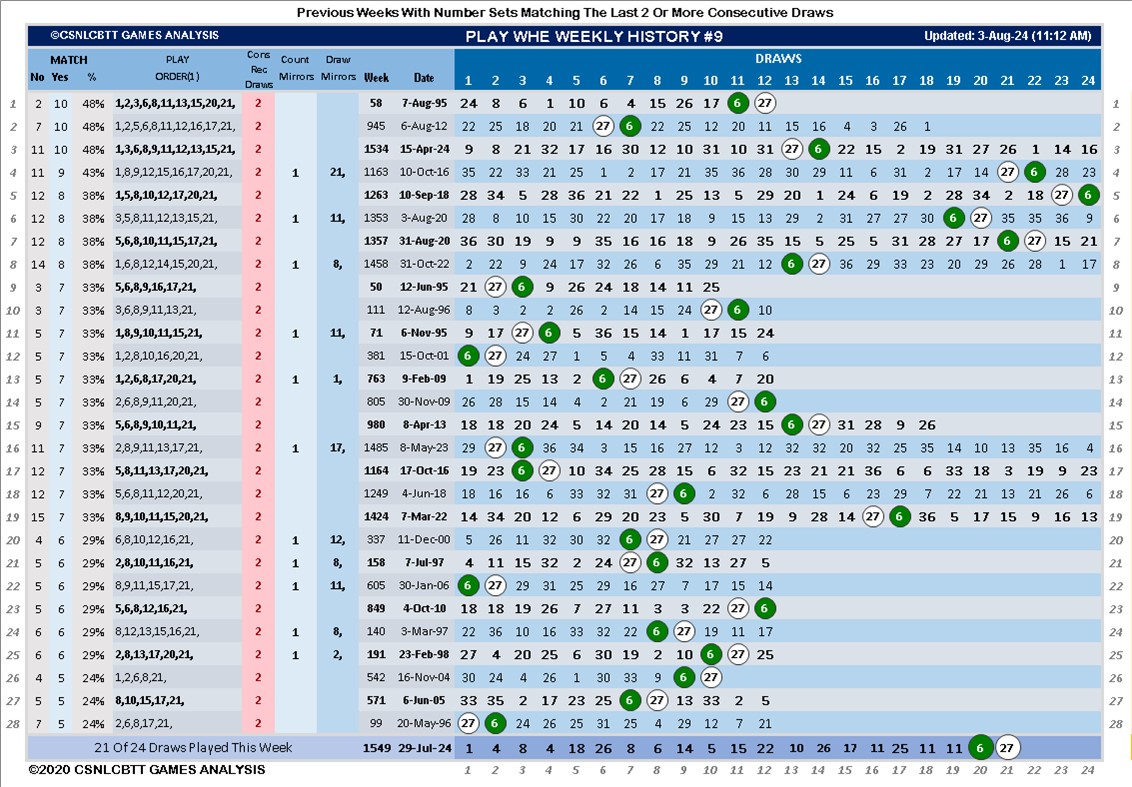 Previous Weeks With Number Sets Matching The Last 2 Or More Consecutive Draws
©CSNLCBTT GAMES ANALYSIS PLAY WHE WEEKLY HISTORY #9 Updated: 3-Aug-24 (11:12 AM)
MATCH PLAY Cons Count Draw DRAWS
No Yes % ORDER(1) Rec Draws Mirrors Mirrors Week Date 1 2 3 4 5 6 7 8 9 10 11 12 13 14 15 16 17 18 19 20 21 22 23 24
1 2 10 48% 1,2,3,6,8,11,13,15,20,21, 2 58 7-Aug-95 24 8 6 1 10 6 4 15 26 17 6 27 1
2 7 10 48% 1,2,5,6,8,11,12,16,17,21, 2 945 6-Aug-12 22 25 18 20 21 27 7 22 25 12 20 11 15 16 4 3 26 1 2
3 11 10 48% 1,3,6,8,9,11,12,13,15,21, 2 1534 15-Apr-24 9 8 21 32 17 16 30 12 10 31 10 31 27 6 22 15 2 19 31 27 26 1 14 16 3
4 11 9 43% 1,8,9,12,15,16,17,20,21, 2 1 21, 1163 10-Oct-16 35 22 33 21 25 1 2 17 21 35 36 28 30 29 11 6 31 2 17 14 27 6 28 23 4
5 12 8 38% 1,5,8,10,12,17,20,21, 2 1263 10-Sep-18 28 34 5 28 36 21 22 1 25 13 5 29 20 1 24 6 19 2 28 34 2 18 27 6 5
6 12 8 38% 3,5,8,11,12,13,15,21, 2 1 11, 1353 3-Aug-20 28 8 10 15 30 22 20 17 18 9 15 13 29 2 31 27 27 30 6 27 35 35 36 9 6
7 12 8 38% 5,6,8,10,11,15,17,21, 2 1357 31-Aug-20 36 30 19 9 9 35 16 16 18 9 26 35 15 5 25 5 31 28 27 17 6 27 15 21 7
8 14 8 38% 1,6,8,12,14,15,20,21, 2 1 8, 1458 31-Oct-22 2 22 9 24 17 32 26 6 35 29 21 12 6 27 36 29 33 23 20 29 26 28 1 17 8
9 3 7 33% 5,6,8,9,16,17,21, 2 50 12-Jun-95 21 27 6 9 26 24 18 14 11 25 9
10 3 7 33% 3,6,8,9,11,13,21, 2 111 12-Aug-96 8 3 2 2 26 2 14 15 24 27 6 10 10
11 5 7 33% 1,8,9,10,11,15,21, 2 1 11, 71 6-Nov-95 9 17 27 6 5 36 15 14 1 17 15 24 11
12 5 7 33% 1,2,8,10,16,20,21, 2 381 15-Oct-01 6 27 24 27 1 5 4 33 11 31 7 6 12
13 5 7 33% 1,2,6,8,17,20,21, 2 1 1, 763 9-Feb-09 1 19 25 13 2 6 27 26 6 4 7 20 13
14 5 7 33% 2,6,8,9,11,20,21, 2 805 30-Nov-09 26 28 15 14 4 2 21 19 6 29 27 6 14
15 9 7 33% 5,6,8,9,10,11,21, 2 980 8-Apr-13 18 18 20 24 5 14 20 14 5 24 23 15 6 27 31 28 9 26 15
16 11 7 33% 2,8,9,11,13,17,21, 2 1 17, 1485 8-May-23 29 27 6 36 34 3 15 16 27 12 3 12 32 32 20 32 25 35 14 10 13 35 16 4 16
17 12 7 33% 5,8,11,13,17,20,21, 2 1164 17-Oct-16 19 23 6 27 10 34 25 28 15 6 32 15 23 21 21 36 6 6 33 18 3 19 9 23 17
18 12 7 33% 5,6,8,11,12,20,21, 2 1249 4-Jun-18 18 16 16 6 33 32 31 27 6 2 32 6 28 15 6 23 29 7 22 21 13 21 26 6 18
19 15 7 33% 8,9,10,11,15,20,21, 2 1424 7-Mar-22 14 34 20 12 6 29 20 23 5 30 7 19 9 28 14 27 6 36 5 17 15 9 16 13 19
20 4 6 29% 6,8,10,12,16,21, 2 1 12, 337 11-Dec-00 5 26 11 32 30 32 6 27 21 27 27 22 20
21 5 6 29% 2,8,10,11,16,21, 2 1 8, 158 7-Jul-97 4 11 15 32 2 24 27 6 32 13 27 5 21
22 5 6 29% 8,9,11,15,17,21, 2 1 11, 605 30-Jan-06 6 27 29 31 25 29 16 27 7 17 15 14 22
23 5 6 29% 5,6,8,12,16,21, 2 849 4-Oct-10 18 18 19 26 7 27 11 3 3 22 27 6 23
24 6 6 29% 8,12,13,15,16,21, 2 1 8, 140 3-Mar-97 22 36 10 16 33 32 22 6 27 19 11 17 24
25 6 6 29% 2,8,13,17,20,21, 2 1 2, 191 23-Feb-98 27 4 20 25 6 30 19 2 10 6 27 25 25
26 4 5 24% 1,2,6,8,21, 2 542 16-Nov-04 30 24 4 26 1 30 33 9 6 27 26
27 5 5 24% 8,10,15,17,21, 2 571 6-Jun-05 33 35 2 17 23 25 6 27 13 33 2 5 27
28 7 5 24% 2,6,8,17,21, 2 99 20-May-96 27 6 24 26 25 31 25 4 29 12 7 21 28
21 Of 24 Draws Played This Week 1549 29-Jul-24 1 4 8 4 18 26 8 6 14 5 15 22 10 26 17 11 25 11 11 6 27
©2020 CSNLCBTT GAMES ANALYSIS 1 2 3 4 5 6 7 8 9 10 11 12 13 14 15 16 17 18 19 20 21 22 23 24